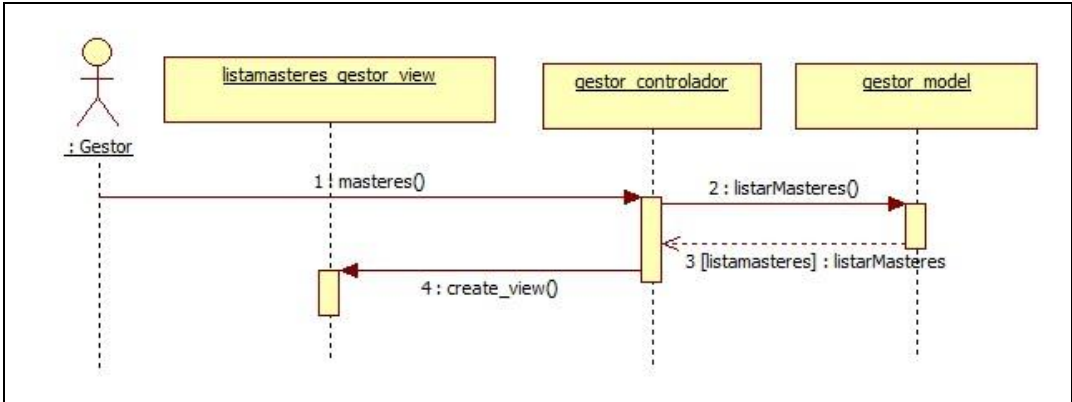 listamasteres_gestor_view
gestor_controlador
gestor_model
: Gestor
1 : masteres()
2 : listarMasteres()
3 [listamasteres] : listarMasteres
4 : create_view()